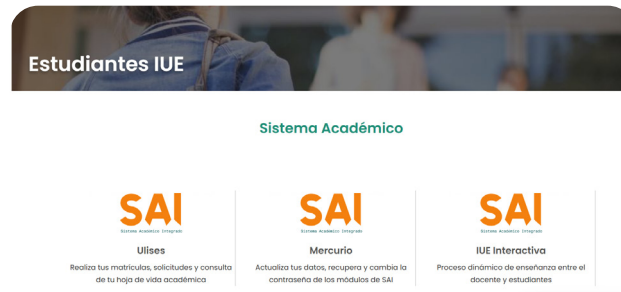 Estudiantes IUE
Sistema Académico
SAI
Sistema Académico Integrado
Ulises
Realiza tus matrículas, solicitudes y consulta
de tu hoja de vida académica
SAI
Sistema Académico Integrado
Mercurio
Actualiza tus datos, recupera y cambia la
contraseña de los módulos de SAI
SAI
Sistema Académico Integrado
IUE Interactiva
Proceso dinámico de enseñanza entre el
docente y estudiantes